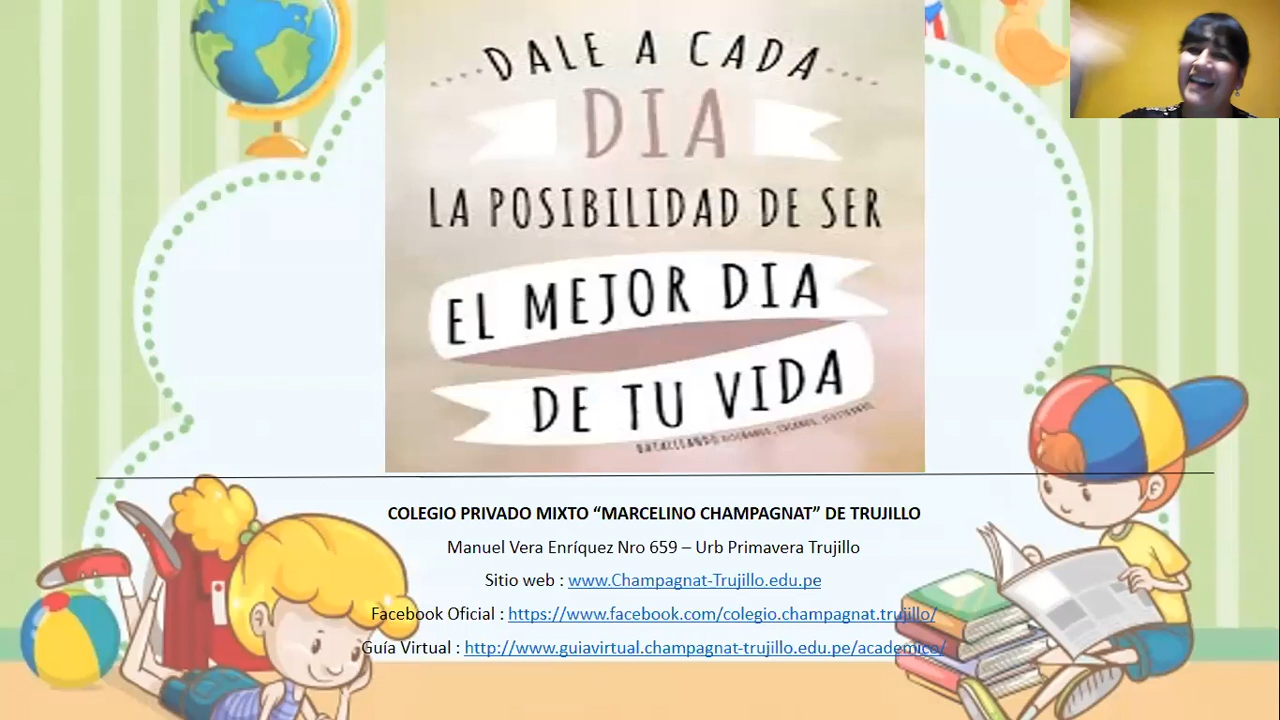 DALE A CADA
DIA
LA POSIBILIDAD DE SER
EL MEJOR DIA
DE TU VIDA
COLEGIO PRIVADO MIXTO “MARCELINO CHAMPAGNAT” DE TRUJILLO
Manuel Vera Enríquez Nro 659 – Urb Primavera Trujillo
Sitio web : www.Champagnat-Trujillo.edu.pe
Facebook Oficial : https://www.facebook.com/colegio.champagnat.trujillo/
Guía Virtual : http://www.guiavirtual.champagnat-trujillo.edu.pe/academico/